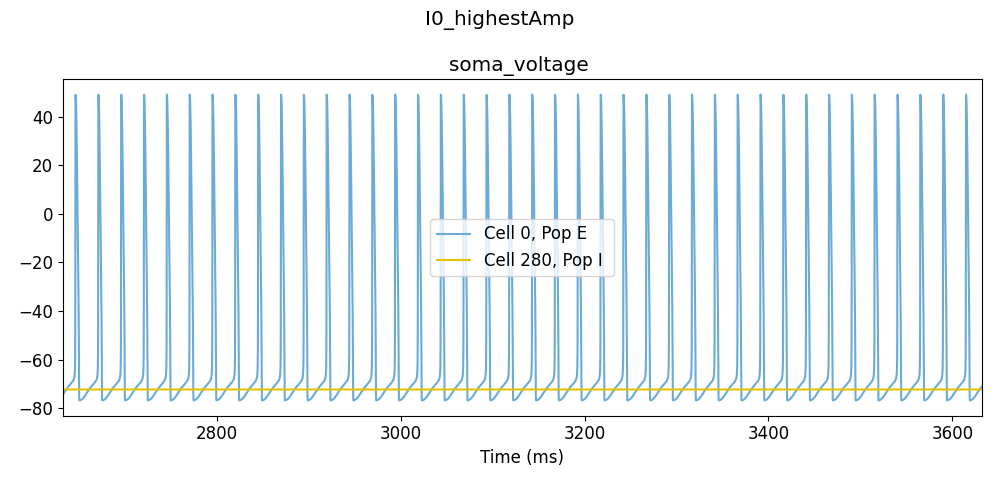 I0_highestAmp
soma_voltage
40
20
0
−20
−40
−60
−80
Cell 0, Pop E
Cell 280, Pop I
2800 3000 3200 3400 3600
Time (ms)